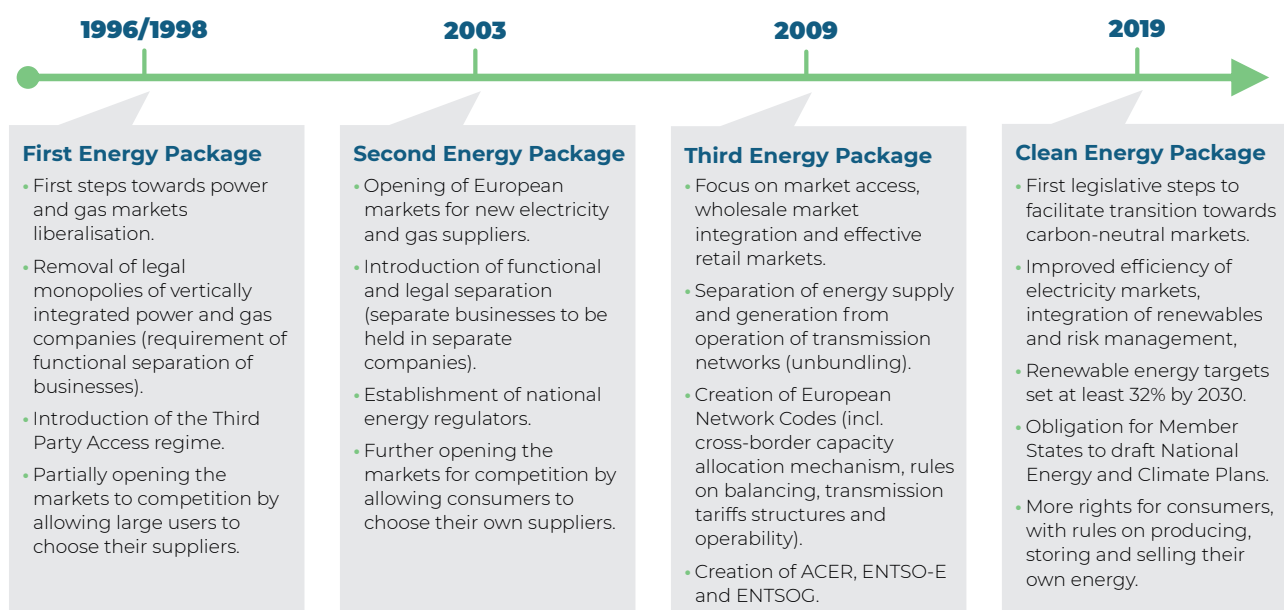 1996/1998
2003
2009
2019
First Energy Package
• First steps towards power
and gas markets
liberalisation.
• Removal of legal
monopolies of vertically
integrated power and gas
companies (requirement of
functional separation of
businesses).
• Introduction of the Third
Party Access regime.
• Partially opening the
markets to competition by
allowing large users to
choose their suppliers.
Second Energy Package
• Opening of European
markets for new electricity
and gas suppliers.
• Introduction of functional
and legal separation
(separate businesses to be
held in separate
companies).
• Establishment of national
energy regulators.
• Further opening the
markets for competition by
allowing consumers to
choose their own suppliers.
Third Energy Package
• Focus on market access,
wholesale market
integration and effective
retail markets.
• Separation of energy supply
and generation from
operation of transmission
networks (unbundling).
• Creation of European
Network Codes (incl.
cross-border capacity
allocation mechanism, rules
on balancing, transmission
tariffs structures and
operability).
• Creation of ACER, ENTSO-E
and ENTSOG.
Clean Energy Package
• First legislative steps to
facilitate transition towards
carbon-neutral markets.
• Improved efficiency of
electricity markets,
integration of renewables
and risk management,
• Renewable energy targets
set at least 32% by 2030.
• Obligation for Member
States to draft National
Energy and Climate Plans.
• More rights for consumers,
with rules on producing,
storing and selling their
own energy.